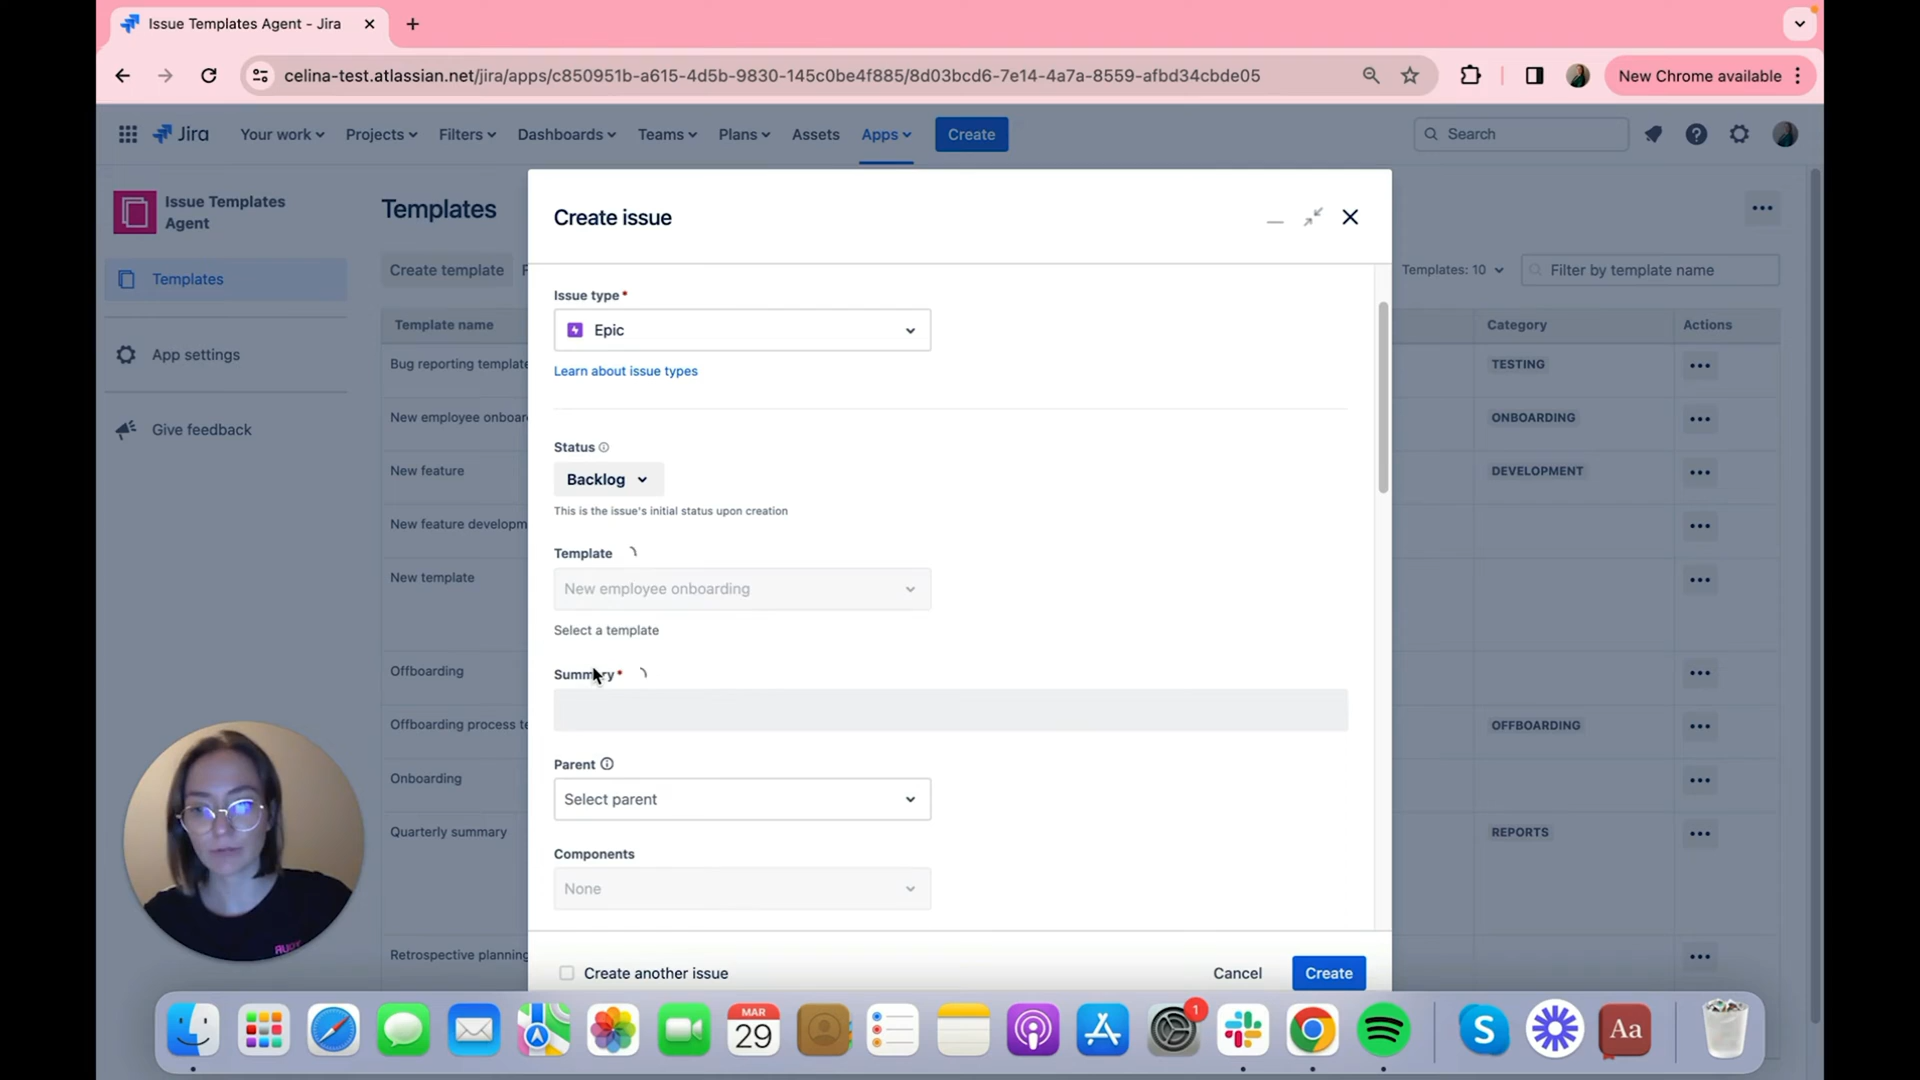 Issue Templates Agent - Jira
celina-test.atlassian.net/jira/apps/c850951b-a615-4d5b-9830-145c0be4f885/8d03bcd6-7e14-4a7a-8559-afbd34cbde05
New Chrome available
Jira
Your work
Projects
Filters
Dashboards
Teams
Plans
Assets
Apps
Create
Search
Issue Templates
Agent
Templates
App settings
Give feedback
Templates
Create template
Templates: 10
Filter by template name
Template name
Category
Actions
Bug reporting template
TESTING
New employee onboar
ONBOARDING
New feature
DEVELOPMENT
New feature developm
New template
Offboarding
Offboarding process te
OFFBOARDING
Onboarding
Quarterly summary
REPORTS
Retrospective planning
Create issue
Issue type *
Epic
Learn about issue types
Status
Backlog
This is the issue's initial status upon creation
Template
New employee onboarding
Select a template
Summary *
Parent
Select parent
Components
None
Create another issue
Cancel
Create
MAR
29
1
S
Aa